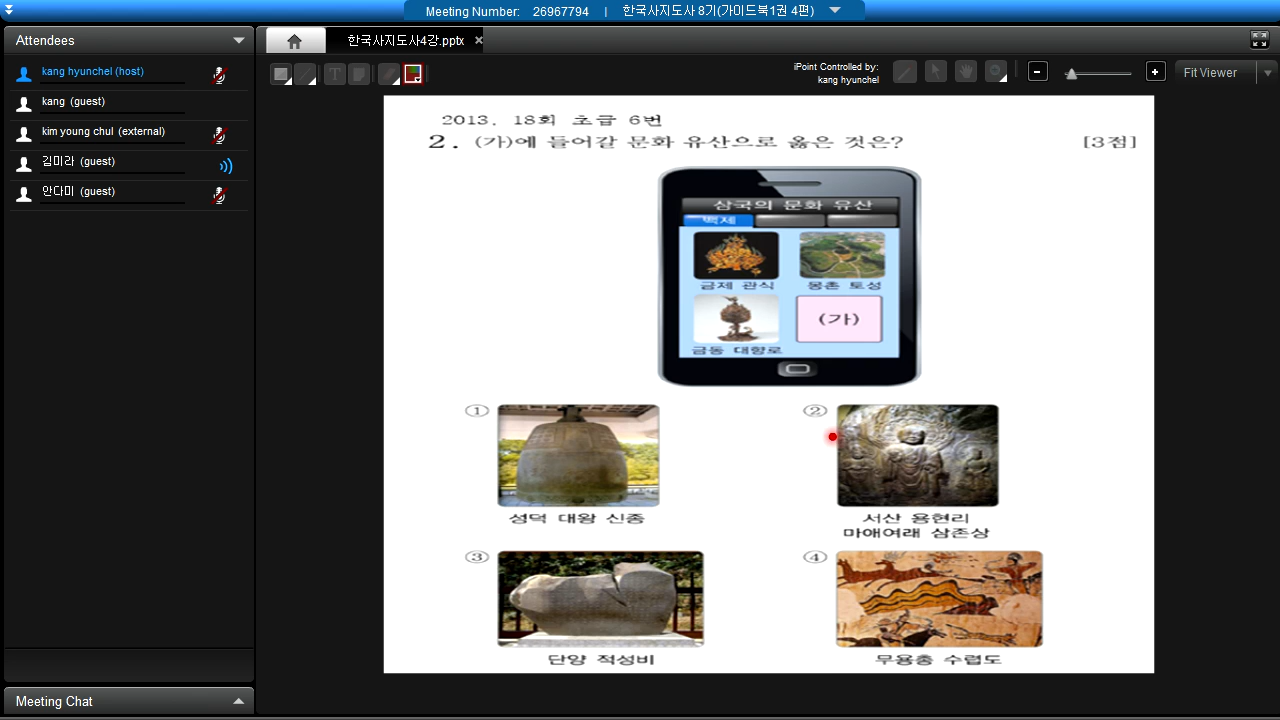 Meeting Number: 26967794 | 한국사지도사 8기(가이드북1권 4편)
Attendees
한국사지도사4강.pptx
kang hyunchel (host)
kang (guest)
kim young chul (external)
김미라 (guest)
안다미 (guest)
Meeting Chat
iPoint Controlled by:
kang hyunchel
Fit Viewer
2013. 18회 초급 6번
2. (가)에 들어갈 문화 유산으로 옳은 것은? [3점]
삼국의 문화 유산
백제
금제 관식
몽촌 토성
금동 대향로
(가)
①
성덕 대왕 신종
②
서산 용현리
마애여래 삼존상
③
단양 적성비
④
무용총 수렵도